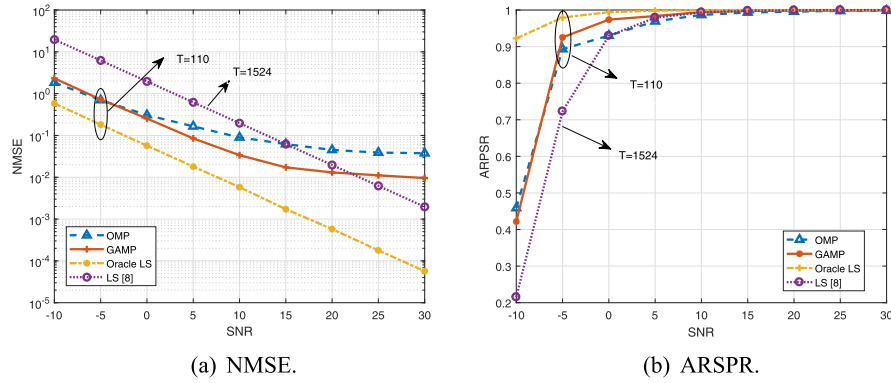 10^2
10^1
10^0
10^-1
10^-2
10^-3
10^-4
10^-5
NMSE
-10 -5 0 5 10 15 20 25 30
SNR
T=110
T=1524
OMP
GAMP
Oracle LS
LS [8]
(a) NMSE.
1
0.9
0.8
0.7
0.6
0.5
0.4
0.3
0.2
ARPSR
-10 -5 0 5 10 15 20 25 30
SNR
T=110
T=1524
OMP
GAMP
Oracle LS
LS [8]
(b) ARSPR.